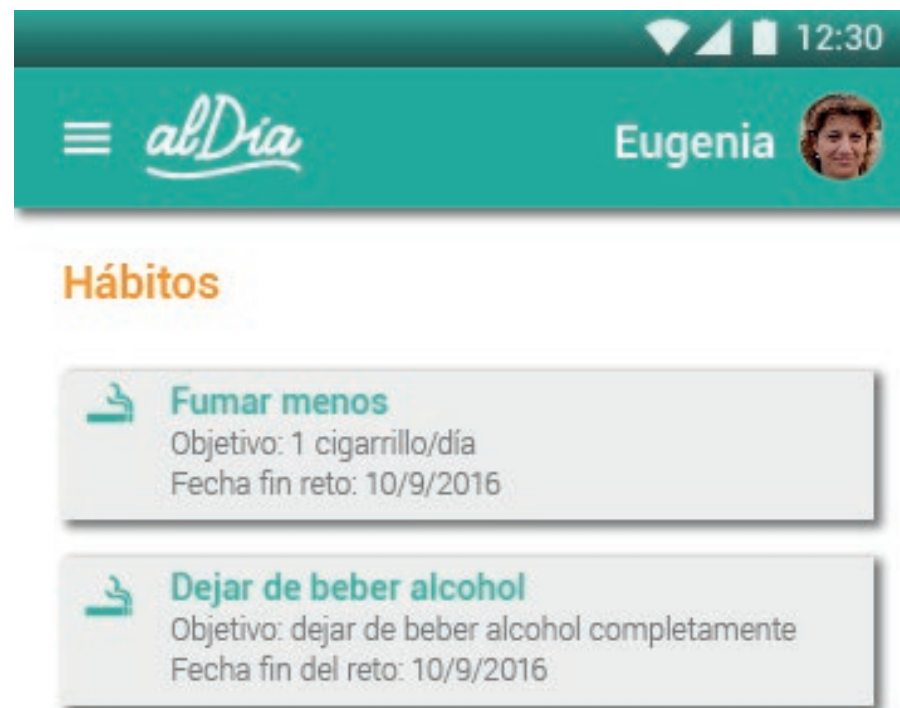 12:30
alDía Eugenia
Hábitos
Fumar menos
Objetivo: 1 cigarrillo/día
Fecha fin reto: 10/9/2016
Dejar de beber alcohol
Objetivo: dejar de beber alcohol completamente
Fecha fin del reto: 10/9/2016